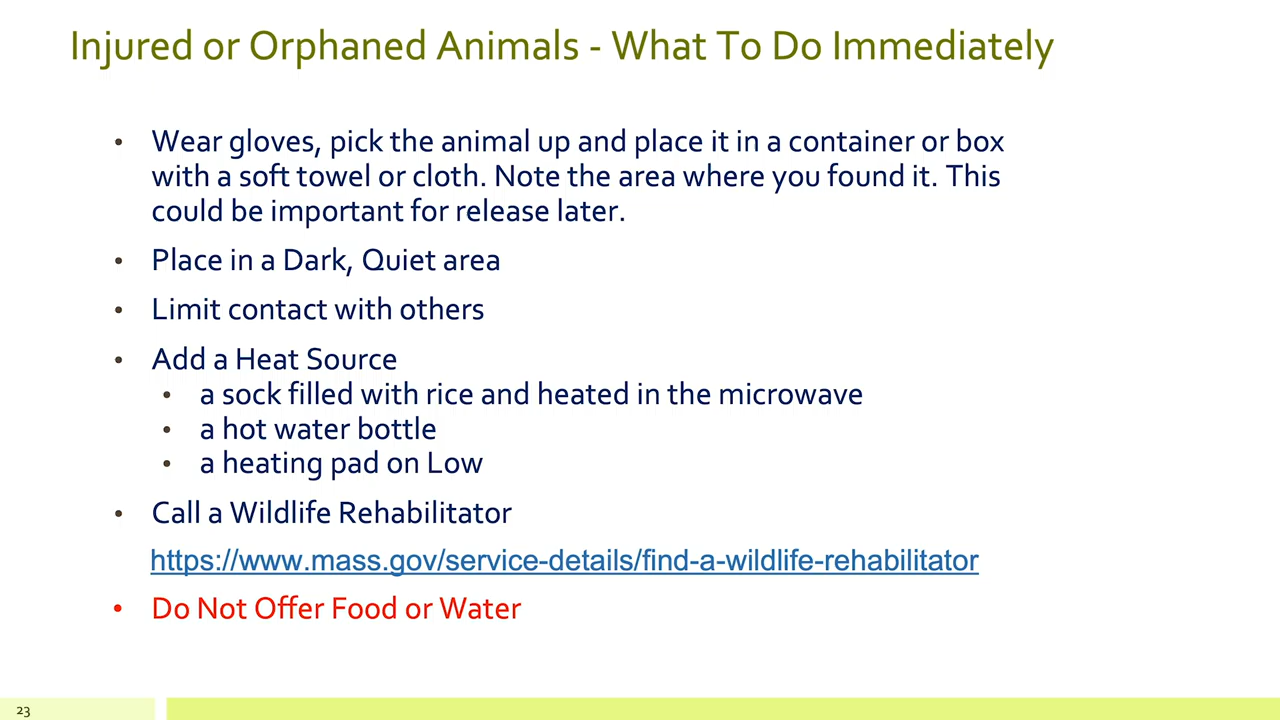 Injured or Orphaned Animals - What To Do Immediately
• Wear gloves, pick the animal up and place it in a container or box
with a soft towel or cloth. Note the area where you found it. This
could be important for release later.
• Place in a Dark, Quiet area
• Limit contact with others
• Add a Heat Source
• a sock filled with rice and heated in the microwave
• a hot water bottle
• a heating pad on Low
• Call a Wildlife Rehabilitator
https://www.mass.gov/service-details/find-a-wildlife-rehabilitator
• Do Not Offer Food or Water
23